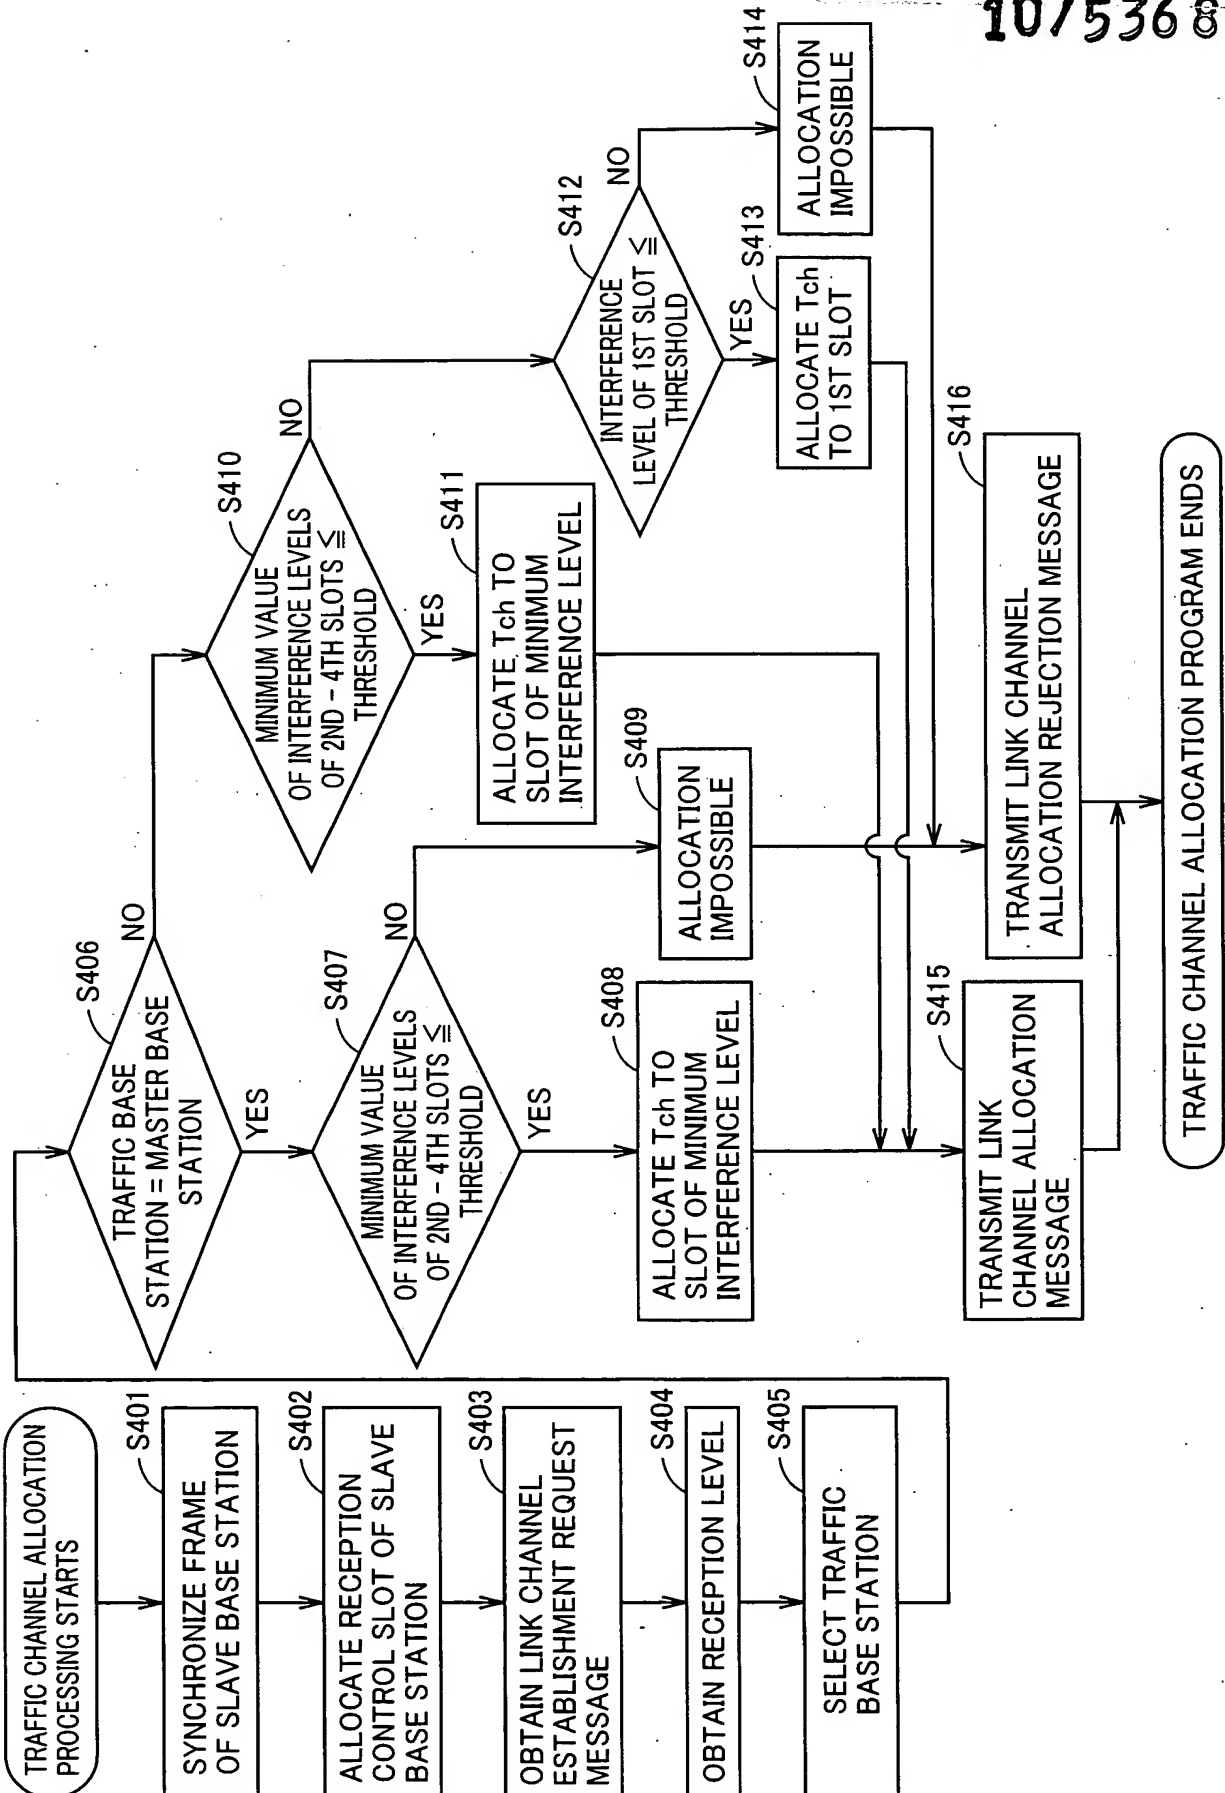 10/5368
TRAFFIC CHANNEL ALLOCATION
PROCESSING STARTS
S401
SYNCHRONIZE FRAME
OF SLAVE BASE STATION
S402
ALLOCATE RECEPTION
CONTROL SLOT OF SLAVE
BASE STATION
S403
OBTAIN LINK CHANNEL
ESTABLISHMENT REQUEST
MESSAGE
S404
OBTAIN RECEPTION LEVEL
S405
SELECT TRAFFIC
BASE STATION
S406
TRAFFIC BASE
STATION = MASTER BASE
STATION
NO
YES
S407
MINIMUM VALUE
OF INTERFERENCE LEVELS
OF 2ND - 4TH SLOTS ≦
THRESHOLD
NO
YES
S408
ALLOCATE Tch TO
SLOT OF MINIMUM
INTERFERENCE LEVEL
S409
ALLOCATION
IMPOSSIBLE
S410
MINIMUM VALUE
OF INTERFERENCE LEVELS
OF 2ND - 4TH SLOTS ≦
THRESHOLD
NO
YES
S411
ALLOCATE Tch TO
SLOT OF MINIMUM
INTERFERENCE LEVEL
S412
INTERFERENCE
LEVEL OF 1ST SLOT ≦
THRESHOLD
NO
YES
S413
ALLOCATE Tch
TO 1ST SLOT
S414
ALLOCATION
IMPOSSIBLE
S415
TRANSMIT LINK
CHANNEL ALLOCATION
MESSAGE
S416
TRANSMIT LINK CHANNEL
ALLOCATION REJECTION MESSAGE
TRAFFIC CHANNEL ALLOCATION PROGRAM ENDS